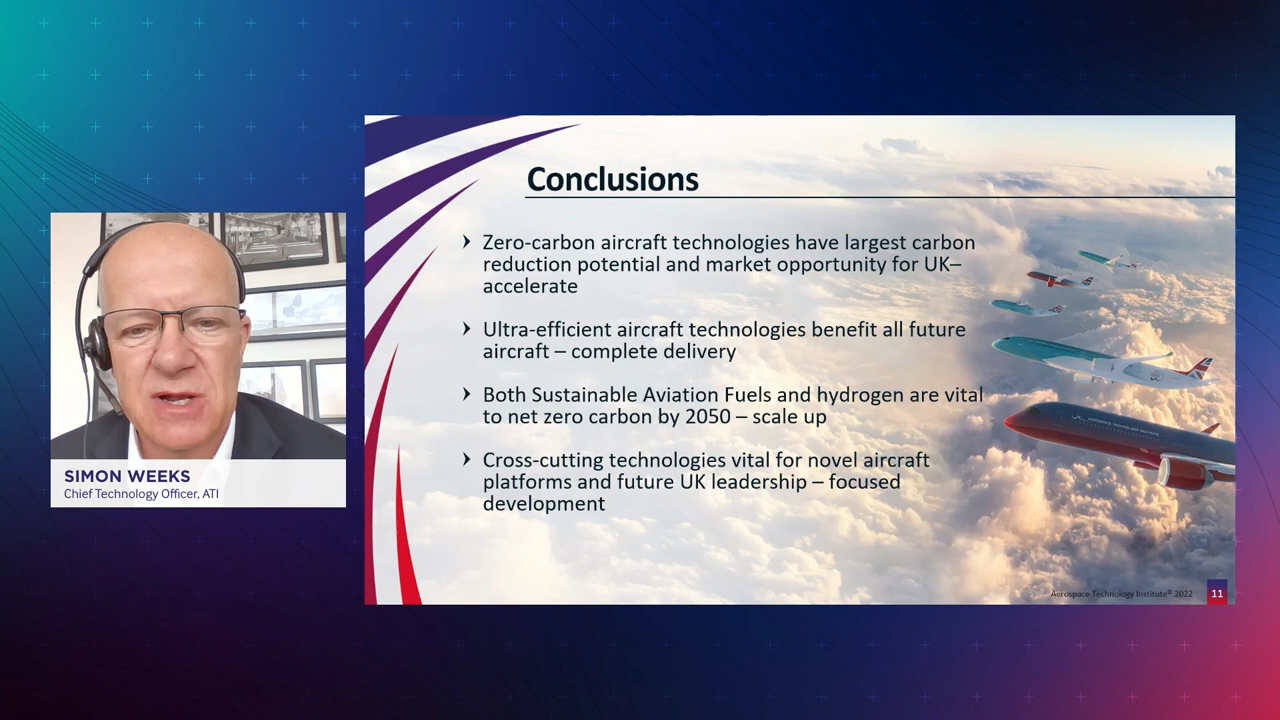 Conclusions
Zero-carbon aircraft technologies have largest carbon
reduction potential and market opportunity for UK–
accelerate
Ultra-efficient aircraft technologies benefit all future
aircraft – complete delivery
Both Sustainable Aviation Fuels and hydrogen are vital
to net zero carbon by 2050 – scale up
Cross-cutting technologies vital for novel aircraft
platforms and future UK leadership – focused
development
AEROSPACE TECHNOLOGY INSTITUTE
SIMON WEEKS
Chief Technology Officer, ATI
Aerospace Technology Institute© 2022
11